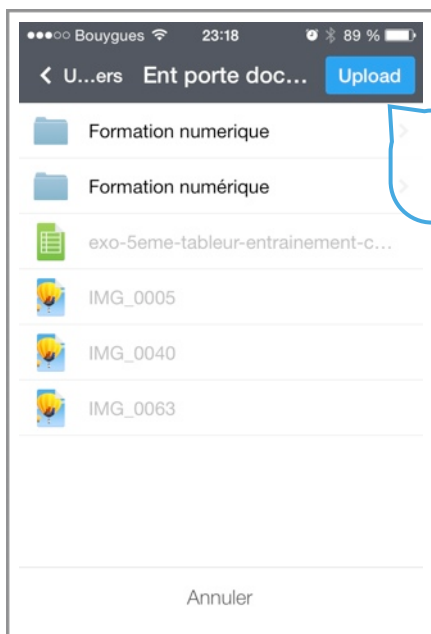 Bouygues 23:18 89 %
U...ers Ent porte doc... Upload
Formation numerique
Formation numérique
exo-5eme-tableur-entrainement-c...
IMG_0005
IMG_0040
IMG_0063
Annuler